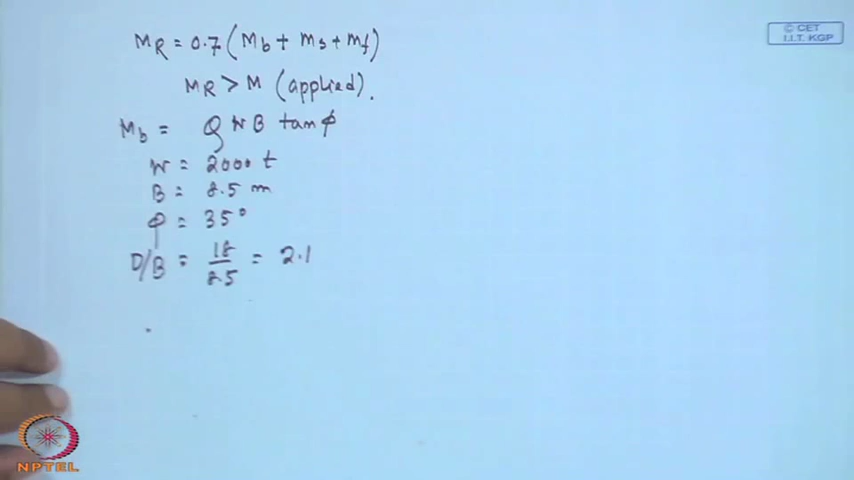 MR = 0.7 (Mb + Ms + Mf)
© CET
I.I.T. KGP
MR > M (applied).
Mb = Q W B tan φ
W = 2000 t
B = 8.5 m
φ = 35°
D/B = 18/8.5 = 2.1
NPTEL